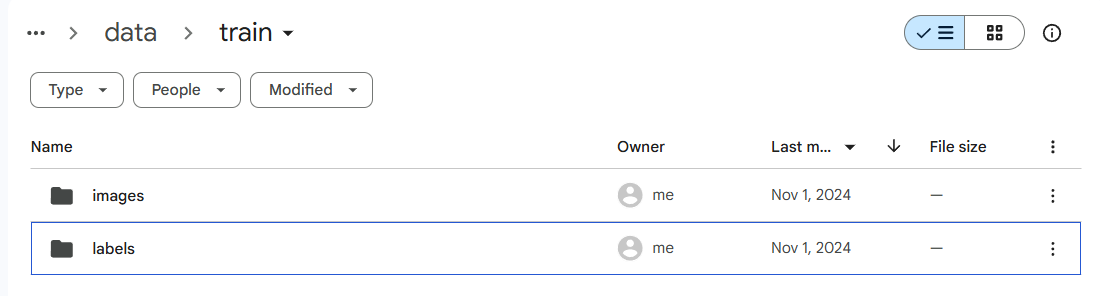 ... > data > train
Type People Modified
Name Owner Last m... File size
images me Nov 1, 2024 —
labels me Nov 1, 2024 —